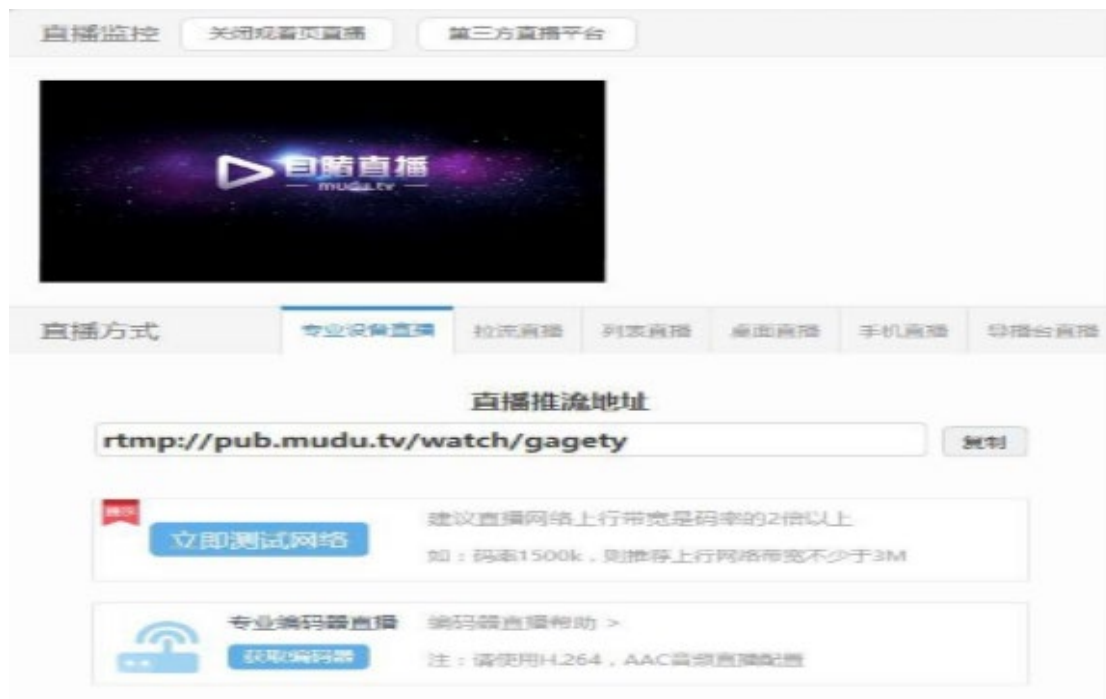 直播监控 关闭观看页直播 第三方直播平台
目睹直播
mudu.tv
直播方式 专业设备直播 拉流直播 列表直播 桌面直播 手机直播 导播台直播
直播推流地址
rtmp://pub.mudu.tv/watch/gagety 复制
立即测试网络
建议直播网络上行带宽是码率的2倍以上
如：码率1500k，则推荐上行网络带宽不少于3M
专业编码器直播 编码器直播帮助 >
获取编码器 注：请使用H.264，AAC音频直播配置